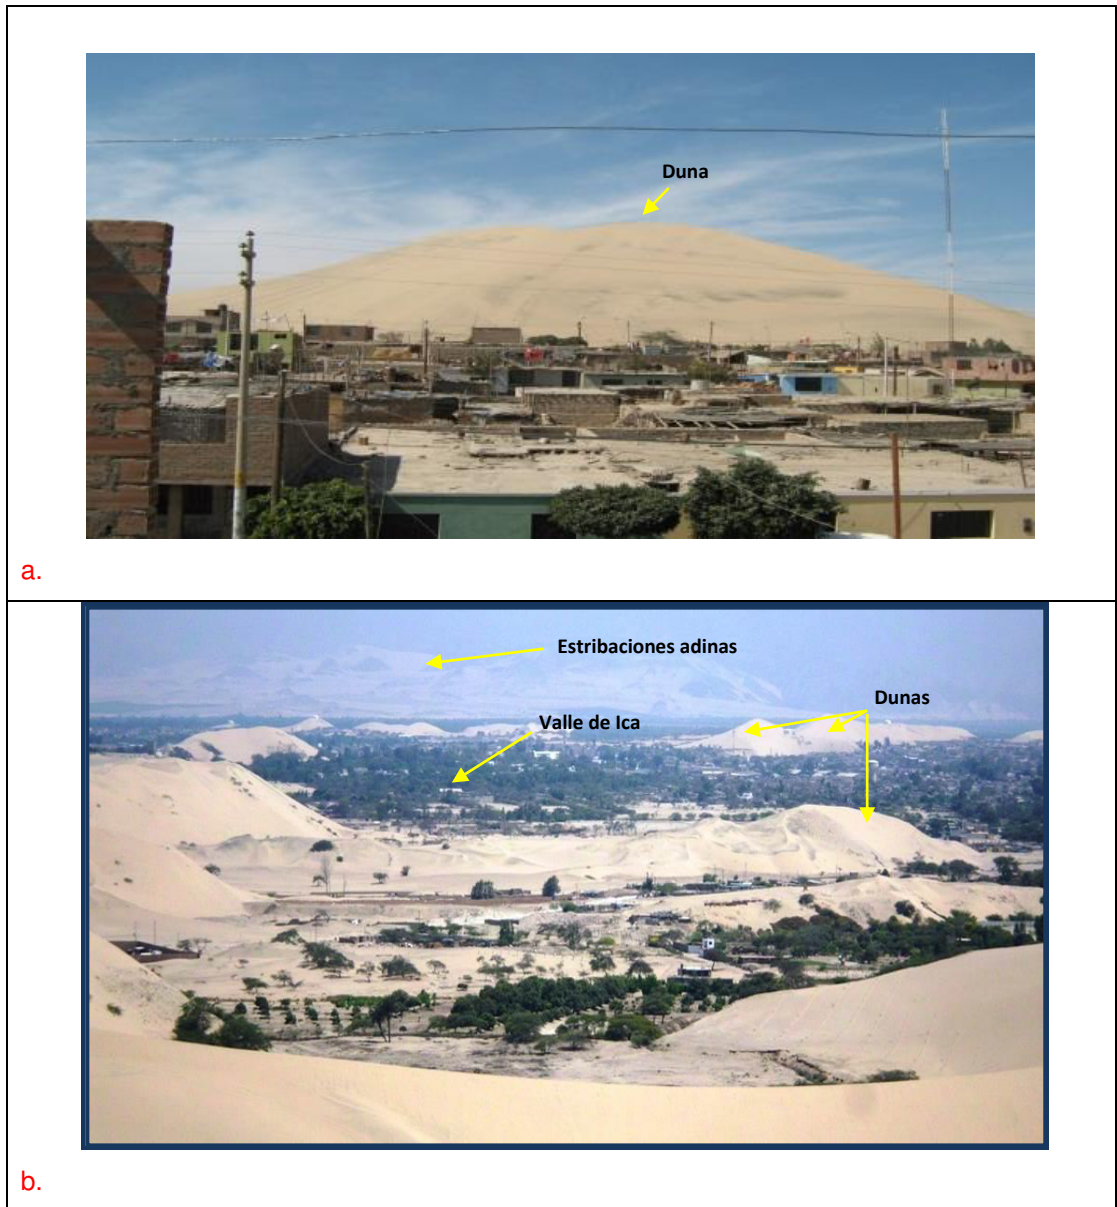 Duna
a.
Estribaciones adinas
Dunas
Valle de Ica
b.